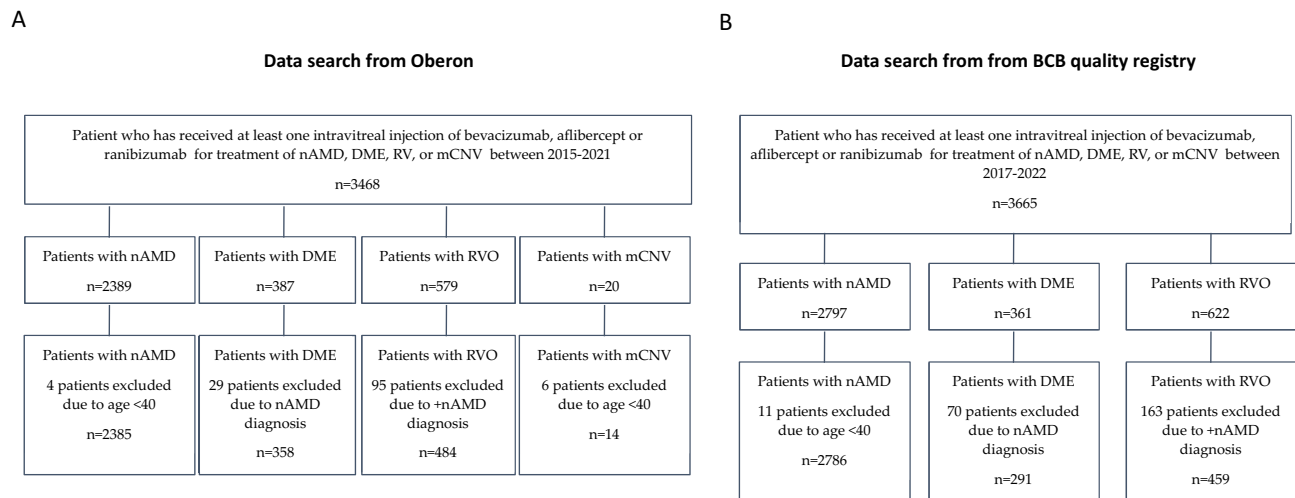 A
Data search from Oberon
Patient who has received at least one intravitreal injection of bevacizumab, aflibercept or
ranibizumab for treatment of nAMD, DME, RV, or mCNV between 2015-2021
n=3468
Patients with nAMD
n=2389
Patients with DME
n=387
Patients with RVO
n=579
Patients with mCNV
n=20
Patients with nAMD
4 patients excluded
due to age <40
n=2385
Patients with DME
29 patients excluded
due to nAMD
diagnosis
n=358
Patients with RVO
95 patients excluded
due to +nAMD
diagnosis
n=484
Patients with mCNV
6 patients excluded
due to age <40
n=14
B
Data search from from BCB quality registry
Patient who has received at least one intravitreal injection of bevacizumab,
aflibercept or ranibizumab for treatment of nAMD, DME, RV, or mCNV between
2017-2022
n=3665
Patients with nAMD
n=2797
Patients with DME
n=361
Patients with RVO
n=622
Patients with nAMD
11 patients excluded
due to age <40
n=2786
Patients with DME
70 patients excluded
due to nAMD
diagnosis
n=291
Patients with RVO
163 patients excluded
due to +nAMD
diagnosis
n=459